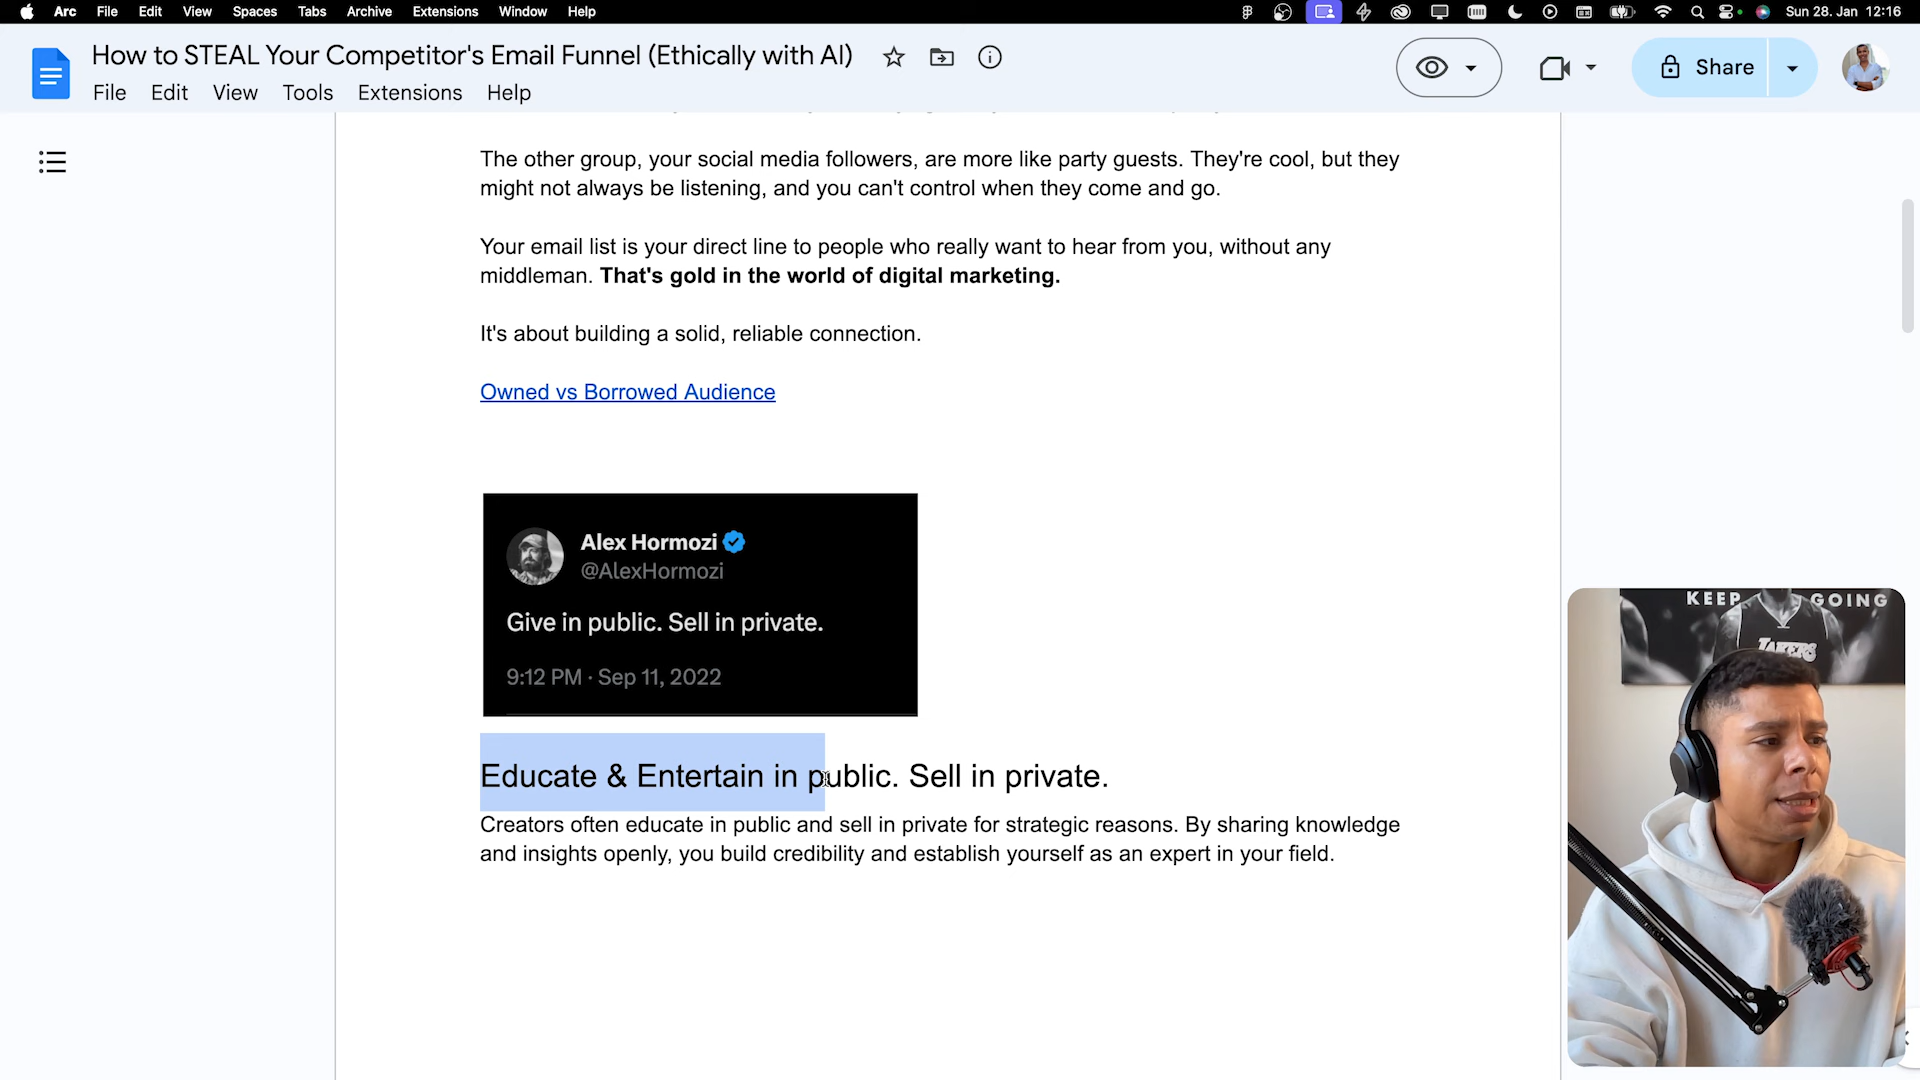 Arc File Edit View Spaces Tabs Archive Extensions Window Help Sun 28. Jan 12:16
How to STEAL Your Competitor's Email Funnel (Ethically with AI)
File Edit View Tools Extensions Help
Share
The other group, your social media followers, are more like party guests. They're cool, but they
might not always be listening, and you can't control when they come and go.
Your email list is your direct line to people who really want to hear from you, without any
middleman. That's gold in the world of digital marketing.
It's about building a solid, reliable connection.
Owned vs Borrowed Audience
Alex Hormozi
@AlexHormozi
Give in public. Sell in private.
9:12 PM · Sep 11, 2022
Educate & Entertain in public. Sell in private.
Creators often educate in public and sell in private for strategic reasons. By sharing knowledge
and insights openly, you build credibility and establish yourself as an expert in your field.
KEEP GOING
LAKERS